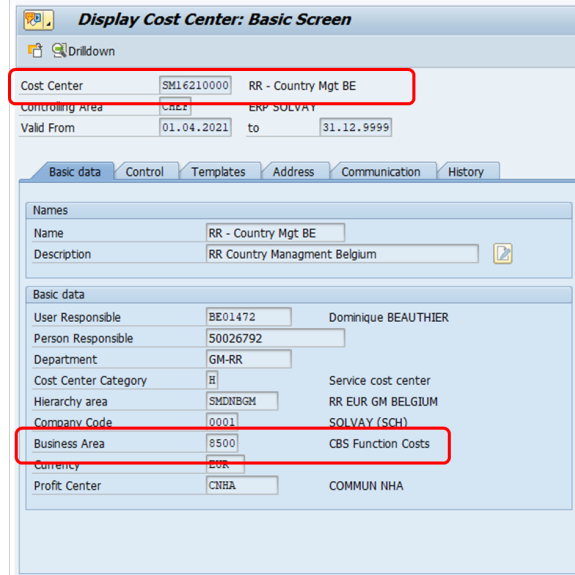 Display Cost Center: Basic Screen
Drilldown
Cost Center SM16210000 RR - Country Mgt BE
Controlling Area CHEF ERP SOLVAY
Valid From 01.04.2021 to 31.12.9999
Basic data Control Templates Address Communication History
Names
Name RR - Country Mgt BE
Description RR Country Managment Belgium
Basic data
User Responsible BE01472 Dominique BEAUTHIER
Person Responsible 50026792
Department GM-RR
Cost Center Category H Service cost center
Hierarchy area SMDNBGM RR EUR GM BELGIUM
Company Code 0001 SOLVAY (SCH)
Business Area 8500 CBS Function Costs
Currency EUR
Profit Center CNHA COMMUN NHA